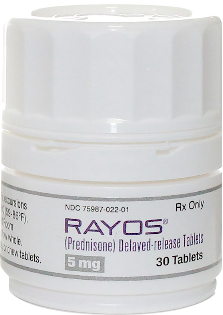 NDC 75987-022-01
Rx Only
RAYOS®
(Prednisone) Delayed-release Tablets
5 mg
30 Tablets